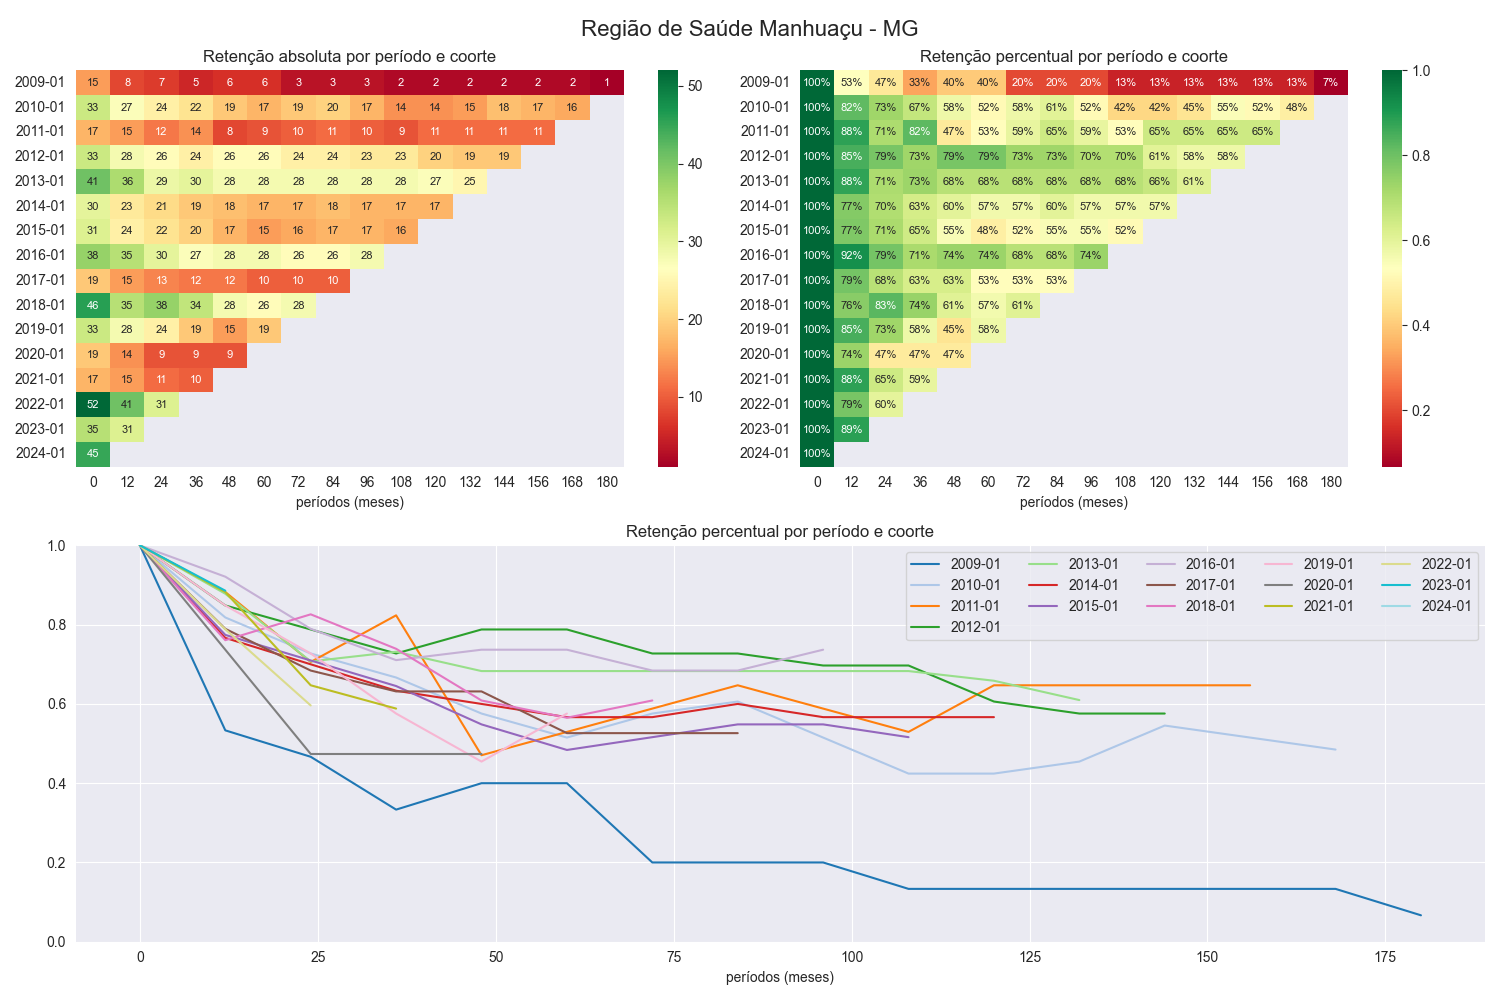 Região de Saúde Manhuaçu - MG
Retenção absoluta por período e coorte
2009-01 15 8 7 5 6 6 3 3 3 2 2 2 2 2 2 1
2010-01 33 27 24 22 19 17 19 20 17 14 14 15 18 17 16
2011-01 17 15 12 14 8 9 10 11 10 9 11 11 11 11
2012-01 33 28 26 24 26 26 24 24 23 23 20 19 19
2013-01 41 36 29 30 28 28 28 28 28 28 27 25
2014-01 30 23 21 19 18 17 17 18 17 17 17
2015-01 31 24 22 20 17 15 16 17 17 16
2016-01 38 35 30 27 28 28 26 26 28
2017-01 19 15 13 12 12 10 10 10
2018-01 46 35 38 34 28 26 28
2019-01 33 28 24 19 15 19
2020-01 19 14 9 9 9
2021-01 17 15 11 10
2022-01 52 41 31
2023-01 35 31
2024-01 45
0 12 24 36 48 60 72 84 96 108 120 132 144 156 168 180
períodos (meses)
50
40
30
20
10
Retenção percentual por período e coorte
2009-01 100% 53% 47% 33% 40% 40% 20% 20% 20% 13% 13% 13% 13% 13% 13% 7%
2010-01 100% 82% 73% 67% 58% 52% 58% 61% 52% 42% 42% 45% 55% 52% 48%
2011-01 100% 88% 71% 82% 47% 53% 59% 65% 59% 53% 65% 65% 65% 65%
2012-01 100% 85% 79% 73% 79% 79% 73% 73% 70% 70% 61% 58% 58%
2013-01 100% 88% 71% 73% 68% 68% 68% 68% 68% 68% 66% 61%
2014-01 100% 77% 70% 63% 60% 57% 57% 60% 57% 57% 57%
2015-01 100% 77% 71% 65% 55% 48% 52% 55% 55% 52%
2016-01 100% 92% 79% 71% 74% 74% 68% 68% 74%
2017-01 100% 79% 68% 63% 63% 53% 53% 53%
2018-01 100% 76% 83% 74% 61% 57% 61%
2019-01 100% 85% 73% 58% 45% 58%
2020-01 100% 74% 47% 47% 47%
2021-01 100% 88% 65% 59%
2022-01 100% 79% 60%
2023-01 100% 89%
2024-01 100%
0 12 24 36 48 60 72 84 96 108 120 132 144 156 168 180
períodos (meses)
1.0
0.8
0.6
0.4
0.2
Retenção percentual por período e coorte
1.0
0.8
0.6
0.4
0.2
0.0
2009-01 2013-01 2016-01 2019-01 2022-01
2010-01 2014-01 2017-01 2020-01 2023-01
2011-01 2015-01 2018-01 2021-01 2024-01
2012-01
0 25 50 75 100 125 150 175
períodos (meses)